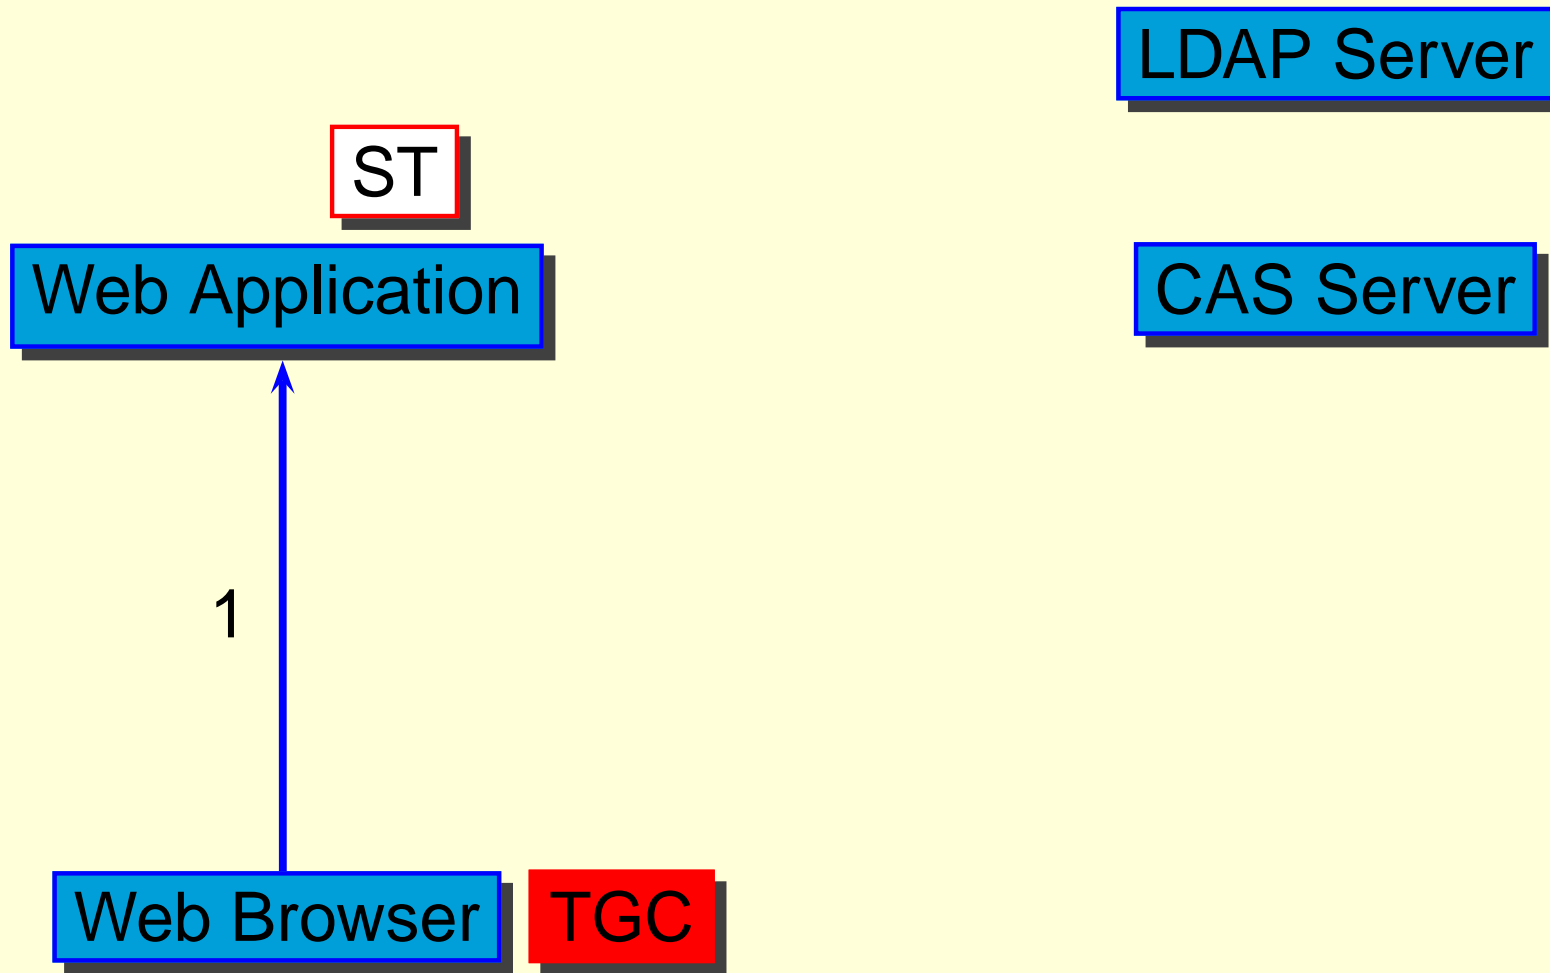 LDAP Server
ST
Web Application
CAS Server
1
Web Browser
TGC